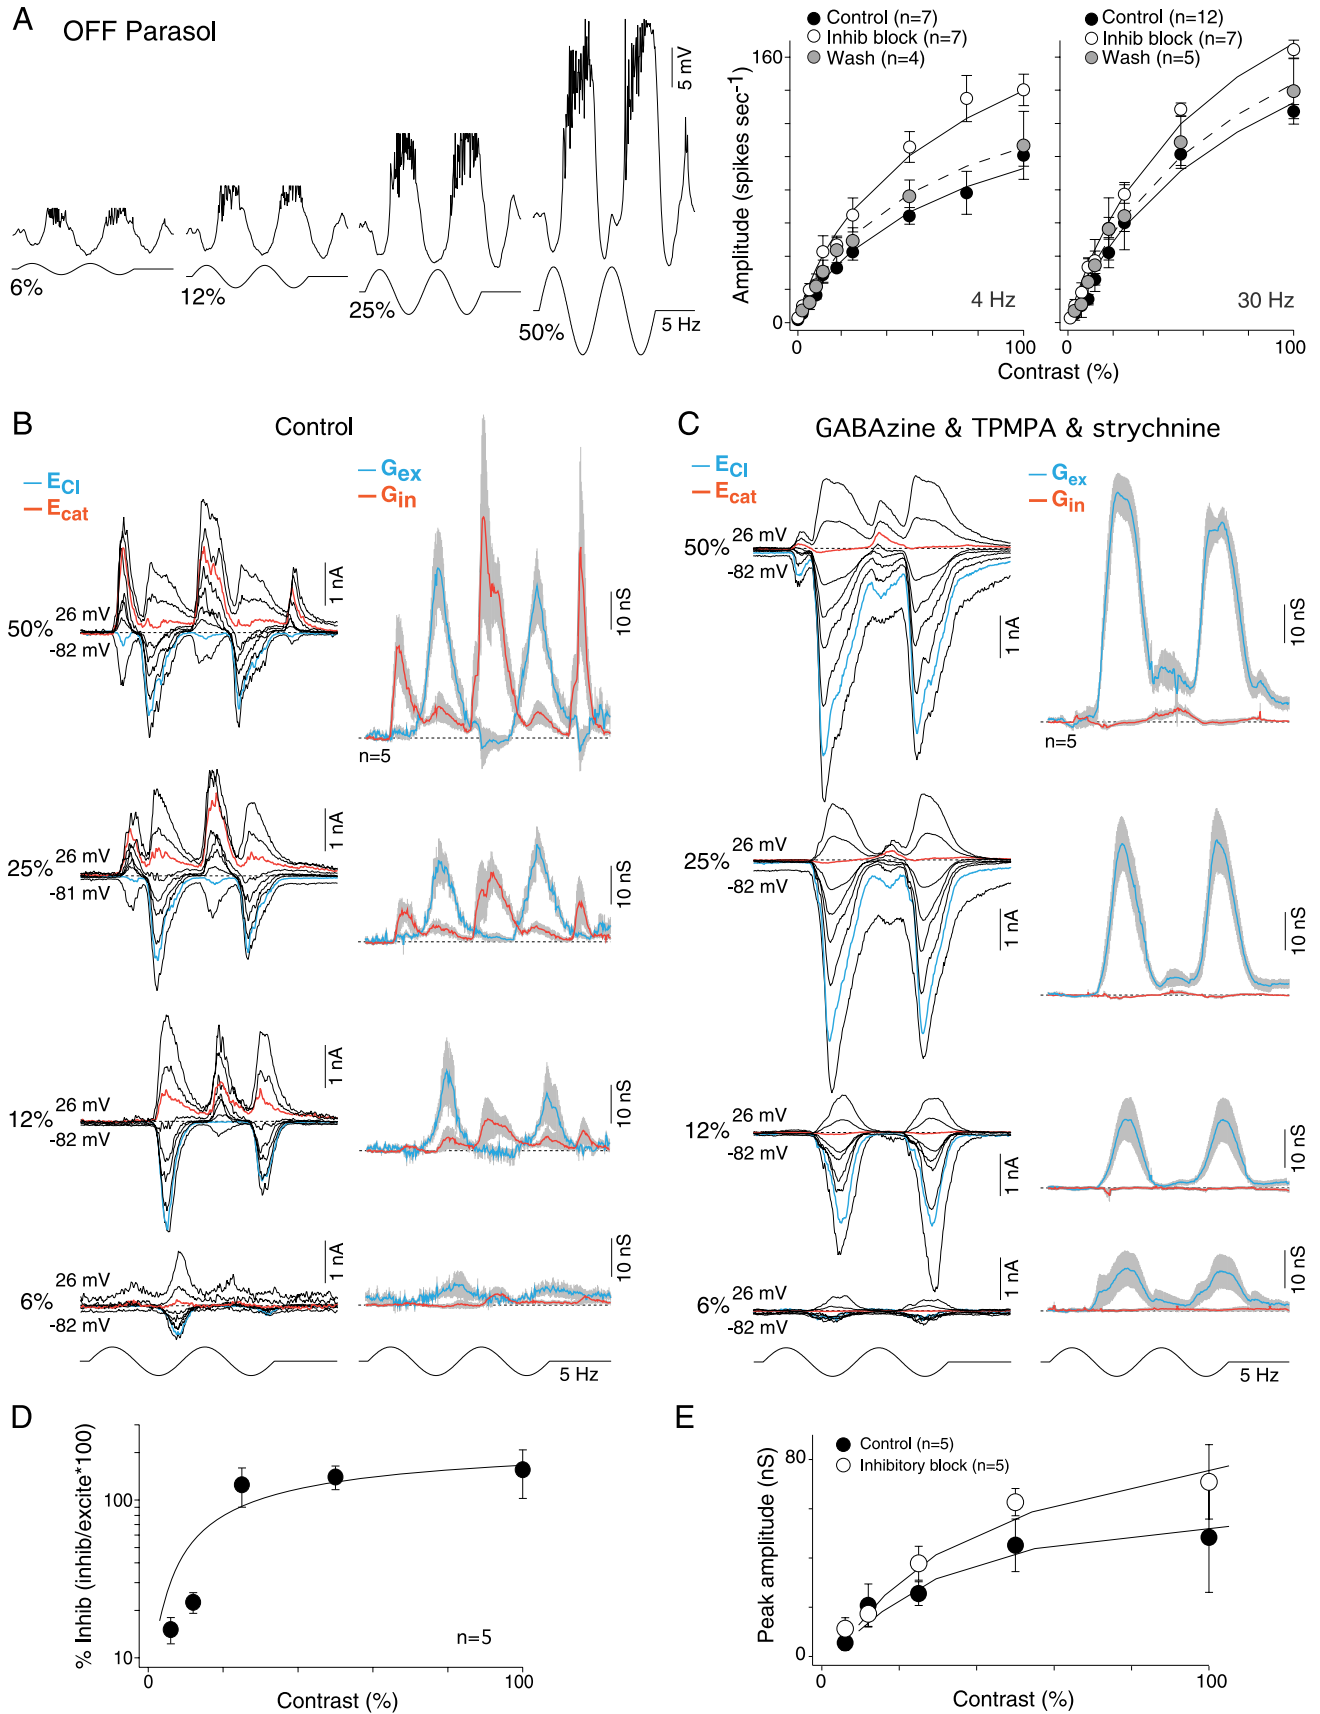 A
OFF Parasol
5 mV
6%
12%
25%
50%
5 Hz
Control (n=7)
Inhib block (n=7)
Wash (n=4)
Control (n=12)
Inhib block (n=7)
Wash (n=5)
Amplitude (spikes sec-1)
160
0
4 Hz
30 Hz
0
100
0
100
Contrast (%)
B
Control
ECl
Ecat
Gex
Gin
50%
26 mV
-82 mV
1 nA
10 nS
n=5
25%
26 mV
-81 mV
1 nA
10 nS
12%
26 mV
-82 mV
1 nA
10 nS
6%
26 mV
-82 mV
1 nA
10 nS
5 Hz
C
GABAzine & TPMPA & strychnine
ECl
Ecat
Gex
Gin
50%
26 mV
-82 mV
1 nA
10 nS
n=5
25%
26 mV
-82 mV
1 nA
10 nS
12%
26 mV
-82 mV
1 nA
10 nS
6%
26 mV
-82 mV
1 nA
10 nS
5 Hz
D
% Inhib (inhib/excite*100)
100
10
n=5
0
100
Contrast (%)
E
Control (n=5)
Inhibitory block (n=5)
Peak amplitude (nS)
80
0
0
100
Contrast (%)